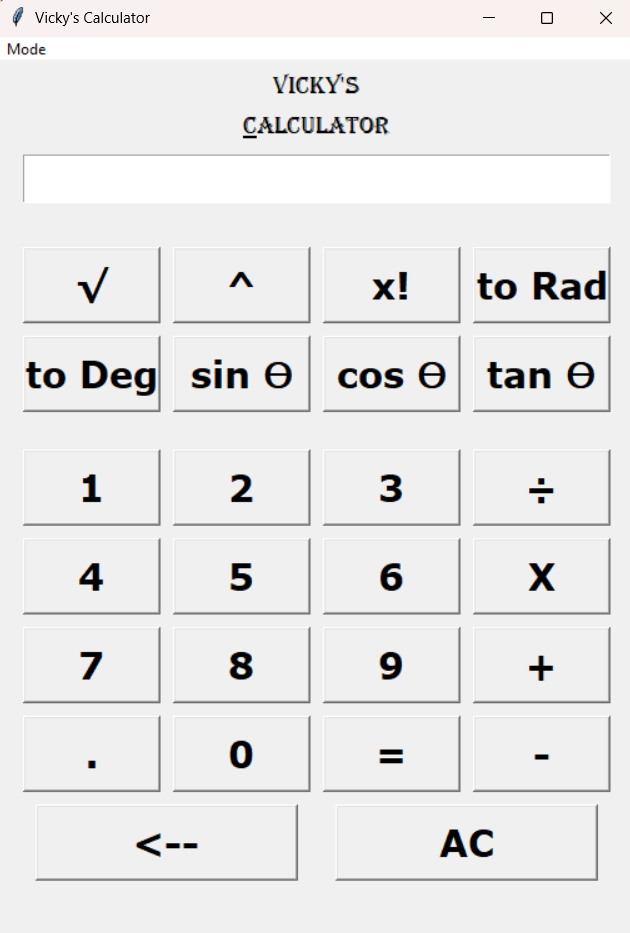 Vicky's Calculator
Mode
VICKY'S
CALCULATOR
√ ^ x! to Rad
to Deg sin Ө cos Ө tan Ө
1 2 3 ÷
4 5 6 X
7 8 9 +
. 0 = -
<-- AC